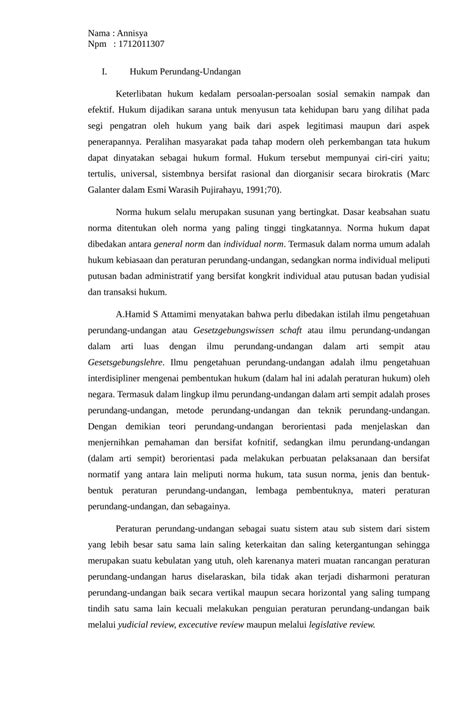 Nama : Annisya
Npm : 1712011307
I. Hukum Perundang-Undangan
Keterlibatan hukum kedalam persoalan-persoalan sosial semakin nampak dan
efektif. Hukum dijadikan sarana untuk menyusun tata kehidupan baru yang dilihat pada
segi pengatran oleh hukum yang baik dari aspek legitimasi maupun dari aspek
penerapannya. Peralihan masyarakat pada tahap modern oleh perkembangan tata hukum
dapat dinyatakan sebagai hukum formal. Hukum tersebut mempunyai ciri-ciri yaitu;
tertulis, universal, sistembnya bersifat rasional dan diorganisir secara birokratis (Marc
Galanter dalam Esmi Warasih Pujirahayu, 1991;70).
Norma hukum selalu merupakan susunan yang bertingkat. Dasar keabsahan suatu
norma ditentukan oleh norma yang paling tinggi tingkatannya. Norma hukum dapat
dibedakan antara general norm dan individual norm. Termasuk dalam norma umum adalah
hukum kebiasaan dan peraturan perundang-undangan, sedangkan norma individual meliputi
putusan badan administratif yang bersifat kongkrit individual atau putusan badan yudisial
dan transaksi hukum.
A.Hamid S Attamimi menyatakan bahwa perlu dibedakan istilah ilmu pengetahuan
perundang-undangan atau Gesetzgebungswissen schaft atau ilmu perundang-undangan
dalam arti luas dengan ilmu perundang-undangan dalam arti sempit atau
Gesetsgebungslehre. Ilmu pengetahuan perundang-undangan adalah ilmu pengetahuan
interdisipliner mengenai pembentukan hukum (dalam hal ini adalah peraturan hukum) oleh
negara. Termasuk dalam lingkup ilmu perundang-undangan dalam arti sempit adalah proses
perundang-undangan, metode perundang-undangan dan teknik perundang-undangan.
Dengan demikian teori perundang-undangan berorientasi pada menjelaskan dan
menjernihkan pemahaman dan bersifat kofnitif, sedangkan ilmu perundang-undangan
(dalam arti sempit) berorientasi pada melakukan perbuatan pelaksanaan dan bersifat
normatif yang antara lain meliputi norma hukum, tata susun norma, jenis dan bentuk-
bentuk peraturan perundang-undangan, lembaga pembentuknya, materi peraturan
perundang-undangan, dan sebagainya.
Peraturan perundang-undangan sebagai suatu sistem atau sub sistem dari sistem
yang lebih besar satu sama lain saling keterkaitan dan saling ketergantungan sehingga
merupakan suatu kebulatan yang utuh, oleh karenanya materi muatan rancangan peraturan
perundang-undangan harus diselaraskan, bila tidak akan terjadi disharmoni peraturan
perundang-undangan baik secara vertikal maupun secara horizontal yang saling tumpang
tindih satu sama lain kecuali melakukan penguian peraturan perundang-undangan baik
melalui yudicial review, excecutive review maupun melalui legislative review.